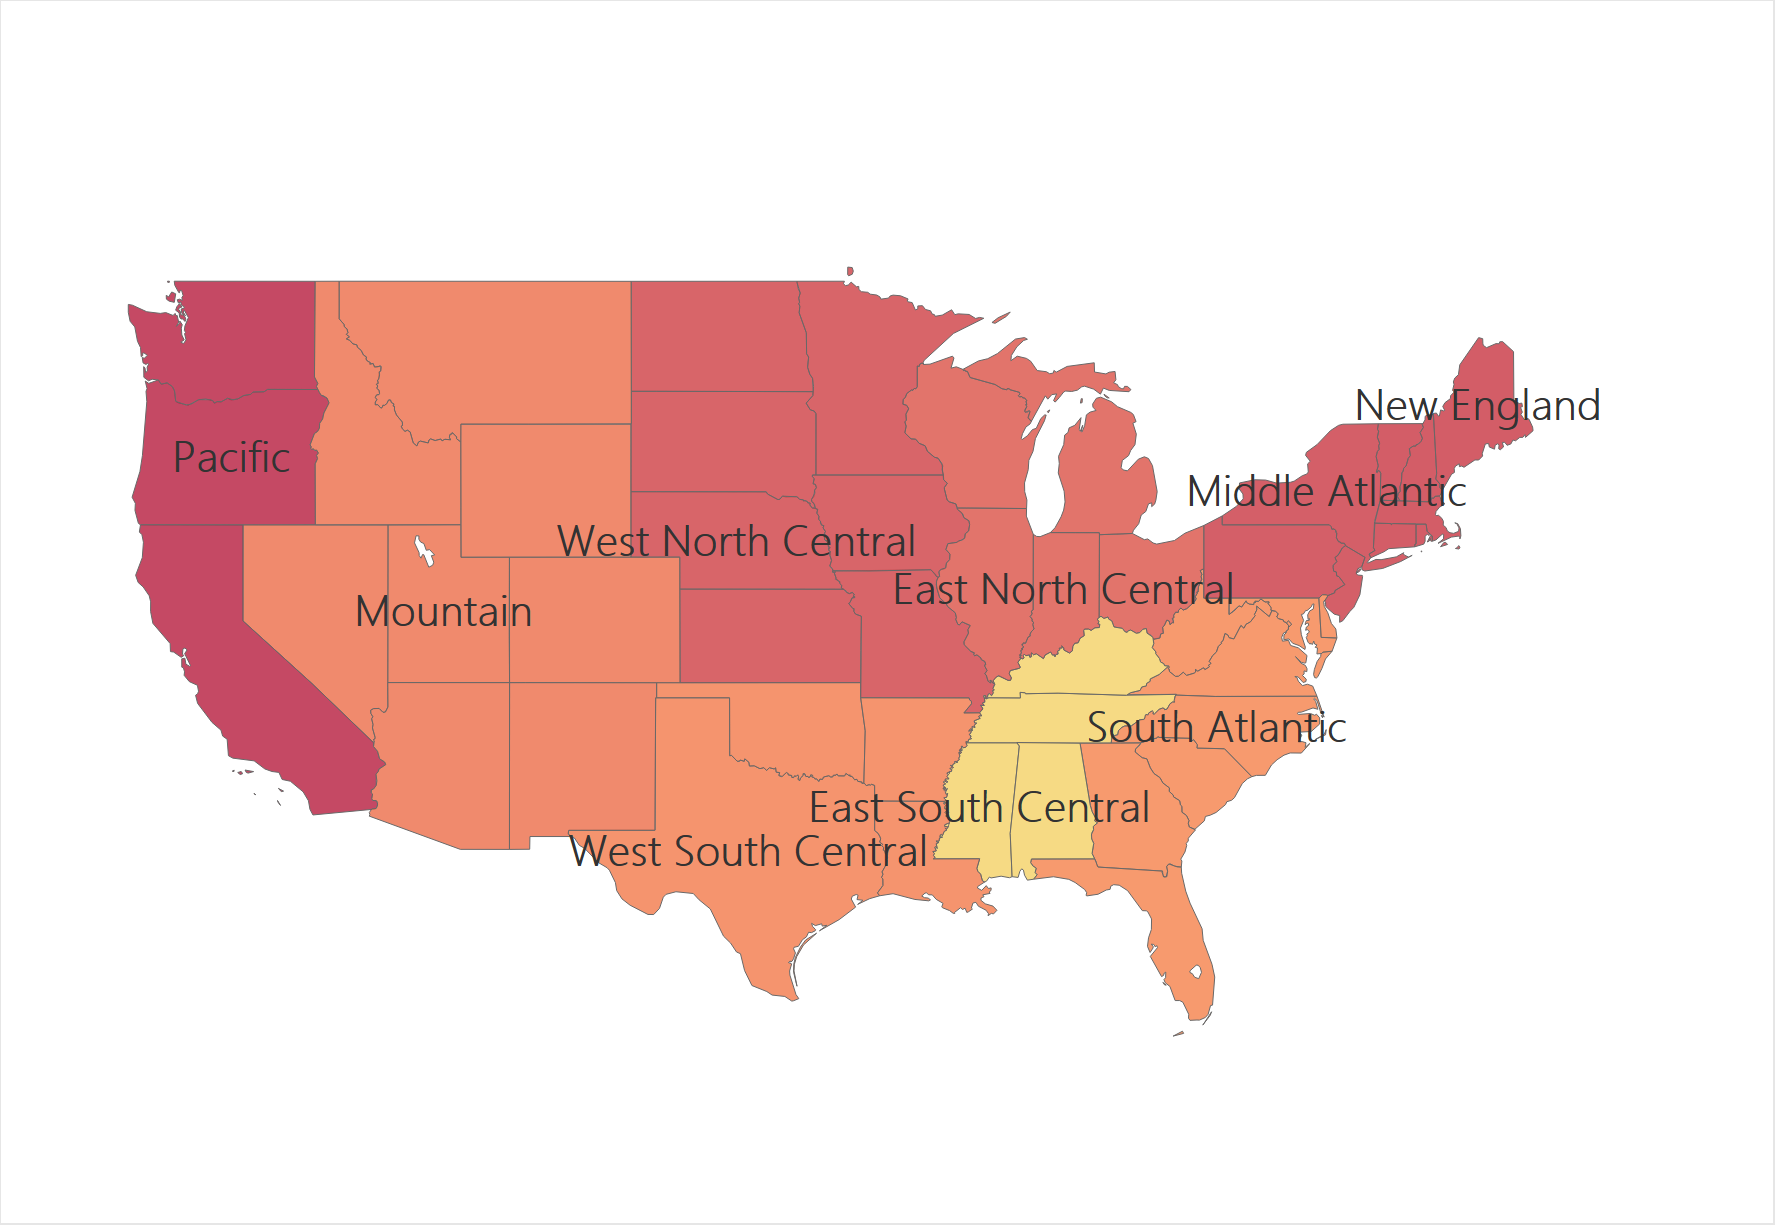 New England
Pacific
Middle Atlantic
West North Central
East North Central
Mountain
South Atlantic
East South Central
West South Central